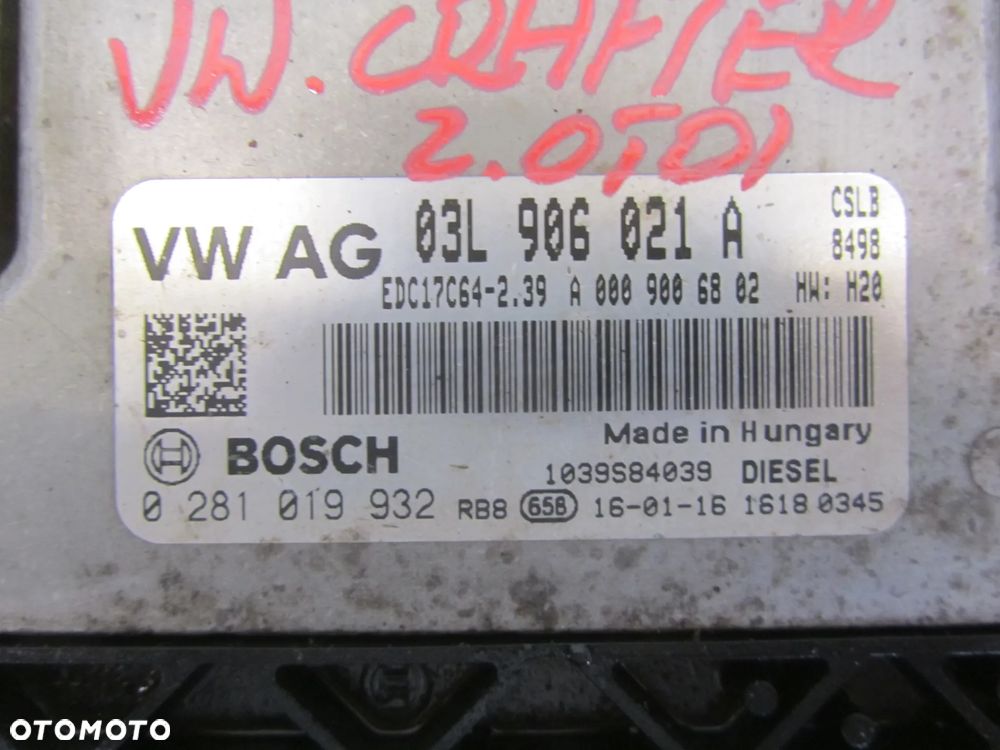 VW. CRAFTER
2.0TDI
VW AG 03L 906 021 A CSLB
8498
EDC17C64-2.39 A 000 900 68 02 HW: H20
Made in Hungary
BOSCH
1039S84039 DIESEL
0 281 019 932 RB8 65B 16-01-16 1618 0345
OTOMOTO